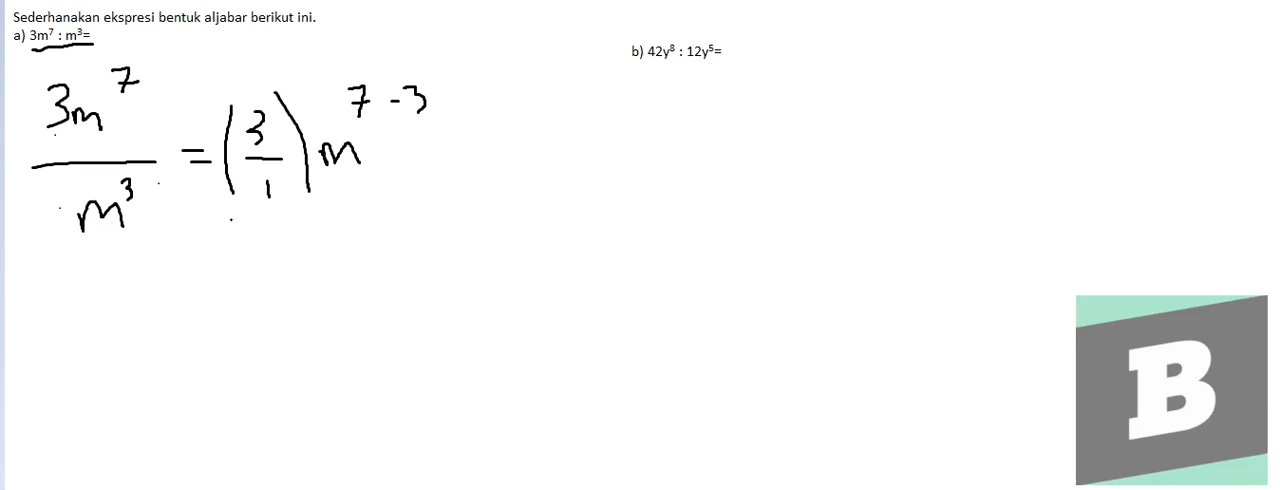 Sederhanakan ekspresi bentuk aljabar berikut ini.
a) 3m⁷ : m³=
b) 42y⁸ : 12y⁵=
3m⁷ / m³ = (3/1) m⁷⁻³
B